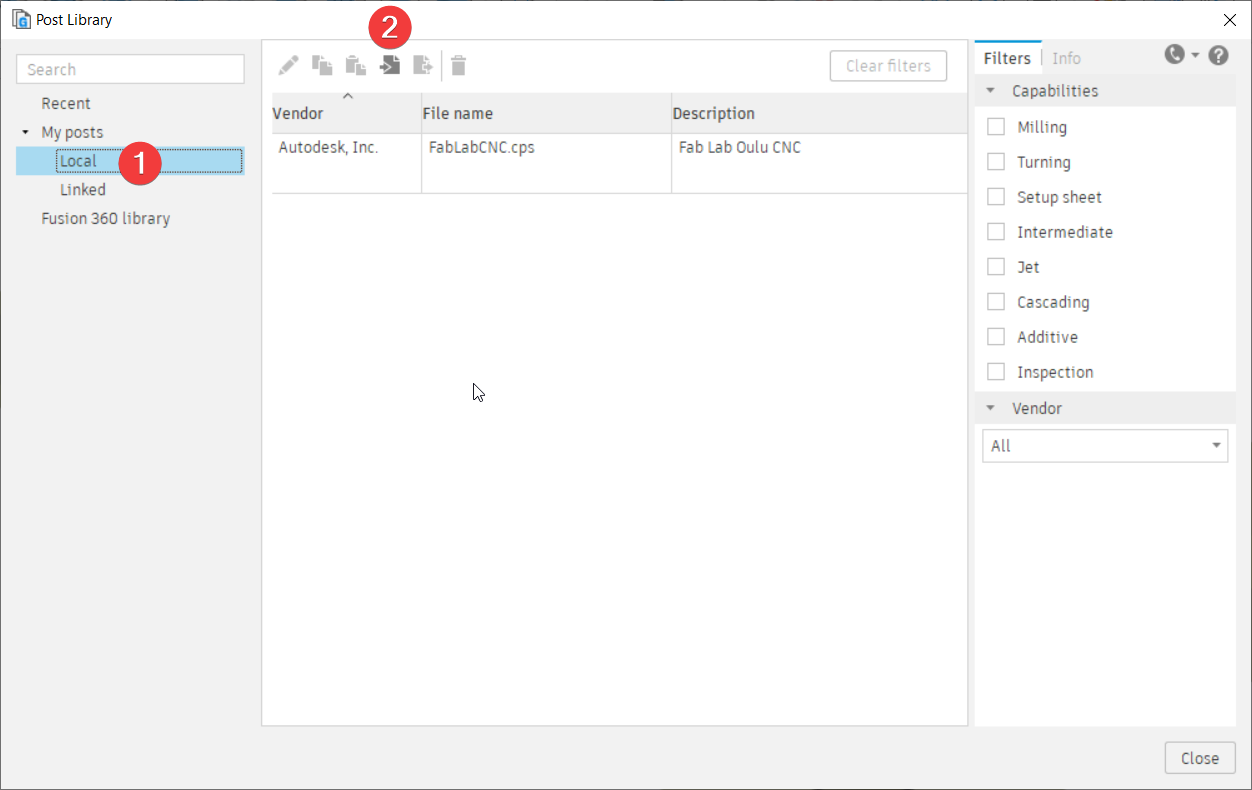 Post Library
2
Search
Clear filters
Filters
Info
Recent
My posts
Local
1
Linked
Fusion 360 library
Vendor
File name
Description
Autodesk, Inc.
FabLabCNC.cps
Fab Lab Oulu CNC
Capabilities
Milling
Turning
Setup sheet
Intermediate
Jet
Cascading
Additive
Inspection
Vendor
All
Close